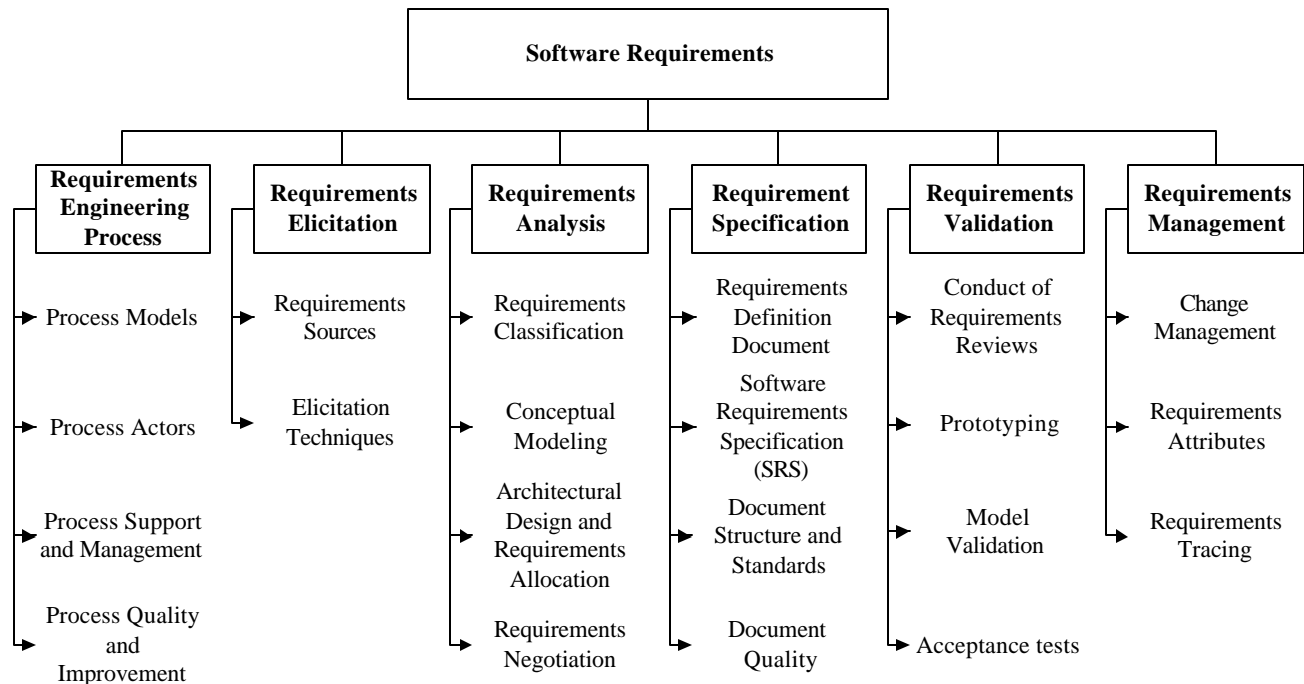 Software Requirements
Requirements
Engineering
Process
Requirements
Elicitation
Requirements
Analysis
Requirement
Specification
Requirements
Validation
Requirements
Management
Process Models
Process Actors
Process Support
and Management
Process Quality
and
Improvement
Requirements
Sources
Elicitation
Techniques
Requirements
Classification
Conceptual
Modeling
Architectural
Design and
Requirements
Allocation
Requirements
Negotiation
Requirements
Definition
Document
Software
Requirements
Specification
(SRS)
Document
Structure and
Standards
Document
Quality
Conduct of
Requirements
Reviews
Prototyping
Model
Validation
Acceptance tests
Change
Management
Requirements
Attributes
Requirements
Tracing